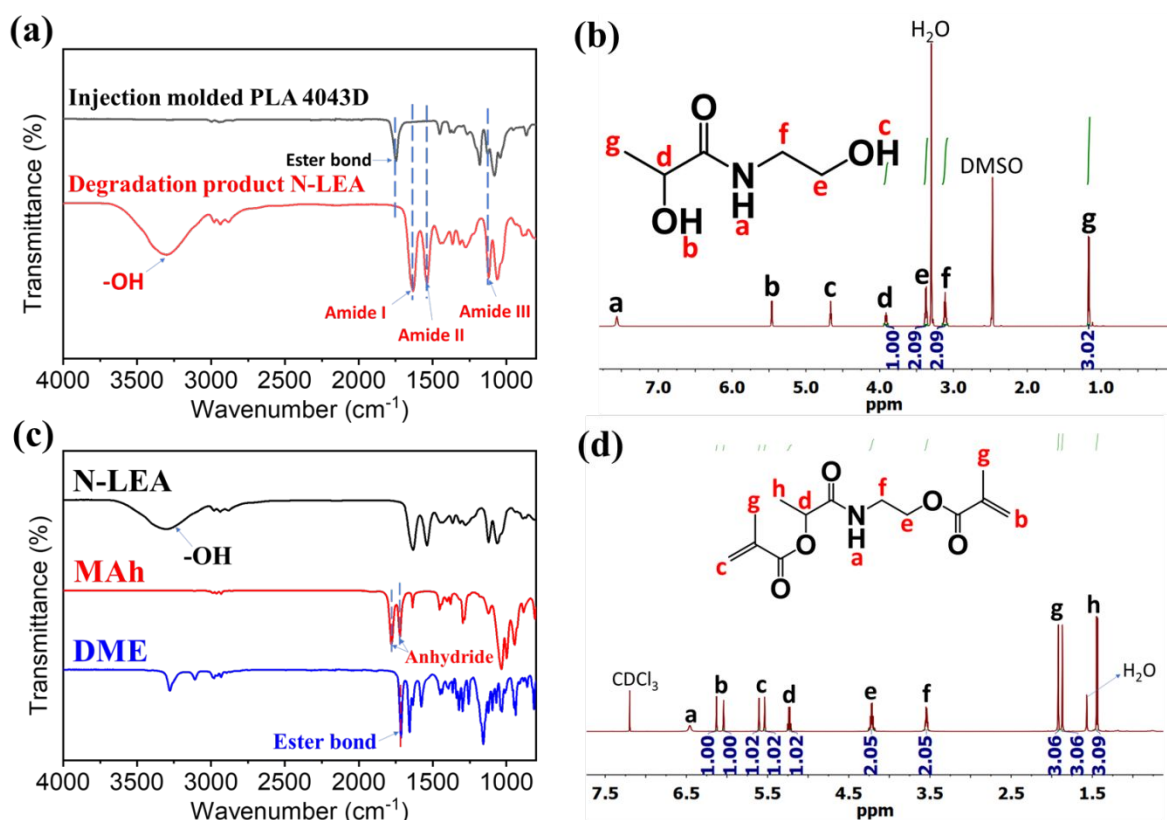 (a)
Injection molded PLA 4043D
Ester bond
Degradation product N-LEA
-OH
Amide I
Amide II
Amide III
Transmittance (%)
4000 3500 3000 2500 2000 1500 1000
Wavenumber (cm⁻¹)
(b)
H₂O
DMSO
O
g
d
f
c
OH
N
H
a
e
OH
b
a b c d e f g
1.00 2.09 2.09 3.02
7.0 6.0 5.0 4.0 3.0 2.0 1.0
ppm
(c)
N-LEA
-OH
MAh
Anhydride
DME
Ester bond
Transmittance (%)
4000 3500 3000 2500 2000 1500 1000
Wavenumber (cm⁻¹)
(d)
g
h
O
d
f
g
H
N
a
e
O
b
c
O
O
O
CDCl₃
a b c d e f g h
H₂O
1.00 1.00 1.02 1.02 1.02 2.05 2.05 3.06 3.06 3.09
7.5 6.5 5.5 4.5 3.5 2.5 1.5
ppm